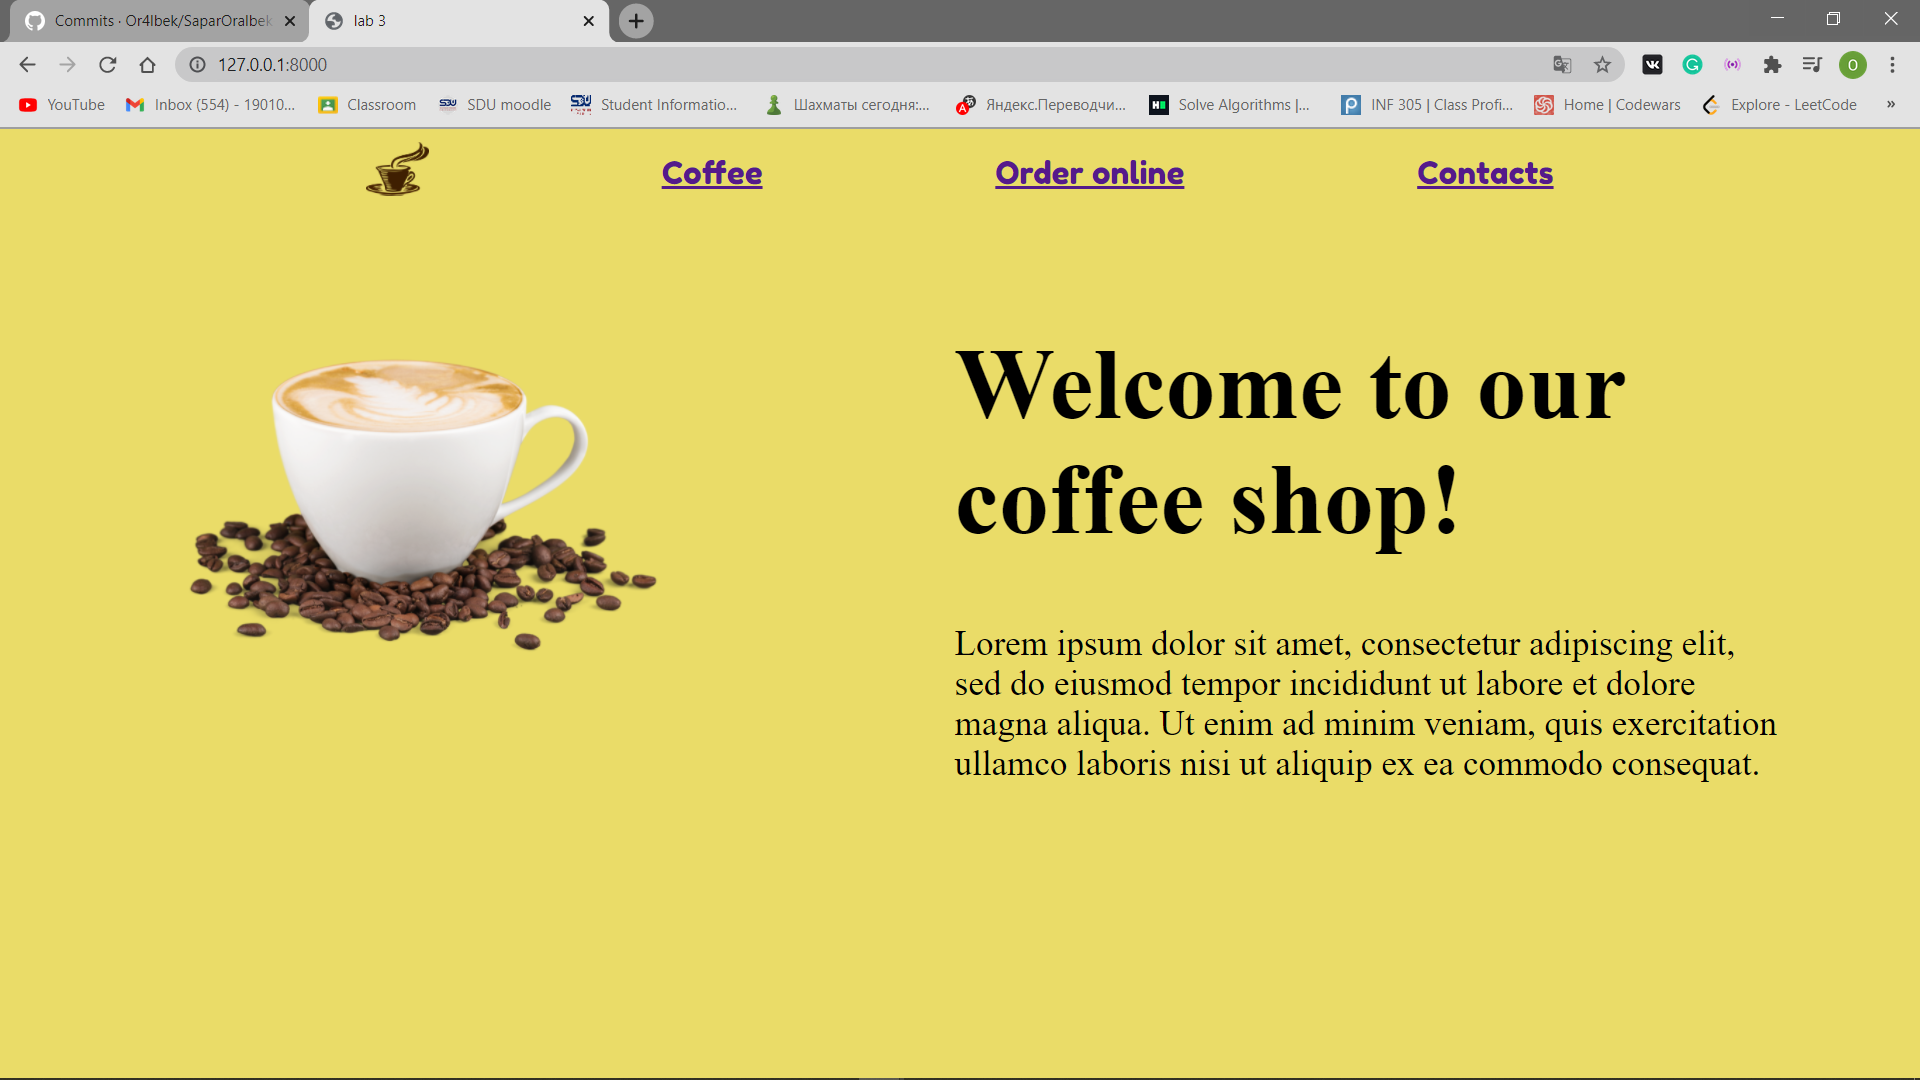 Commits · Or4lbek/SaparOralbek
lab 3
127.0.0.1:8000
O
YouTube
Inbox (554) - 19010...
Classroom
SDU moodle
Student Informatio...
Шахматы сегодня:...
Яндекс.Переводчи...
Solve Algorithms |...
INF 305 | Class Profi...
Home | Codewars
Explore - LeetCode
»
Coffee
Order online
Contacts
Welcome to our
coffee shop!
Lorem ipsum dolor sit amet, consectetur adipiscing elit,
sed do eiusmod tempor incididunt ut labore et dolore
magna aliqua. Ut enim ad minim veniam, quis exercitation
ullamco laboris nisi ut aliquip ex ea commodo consequat.